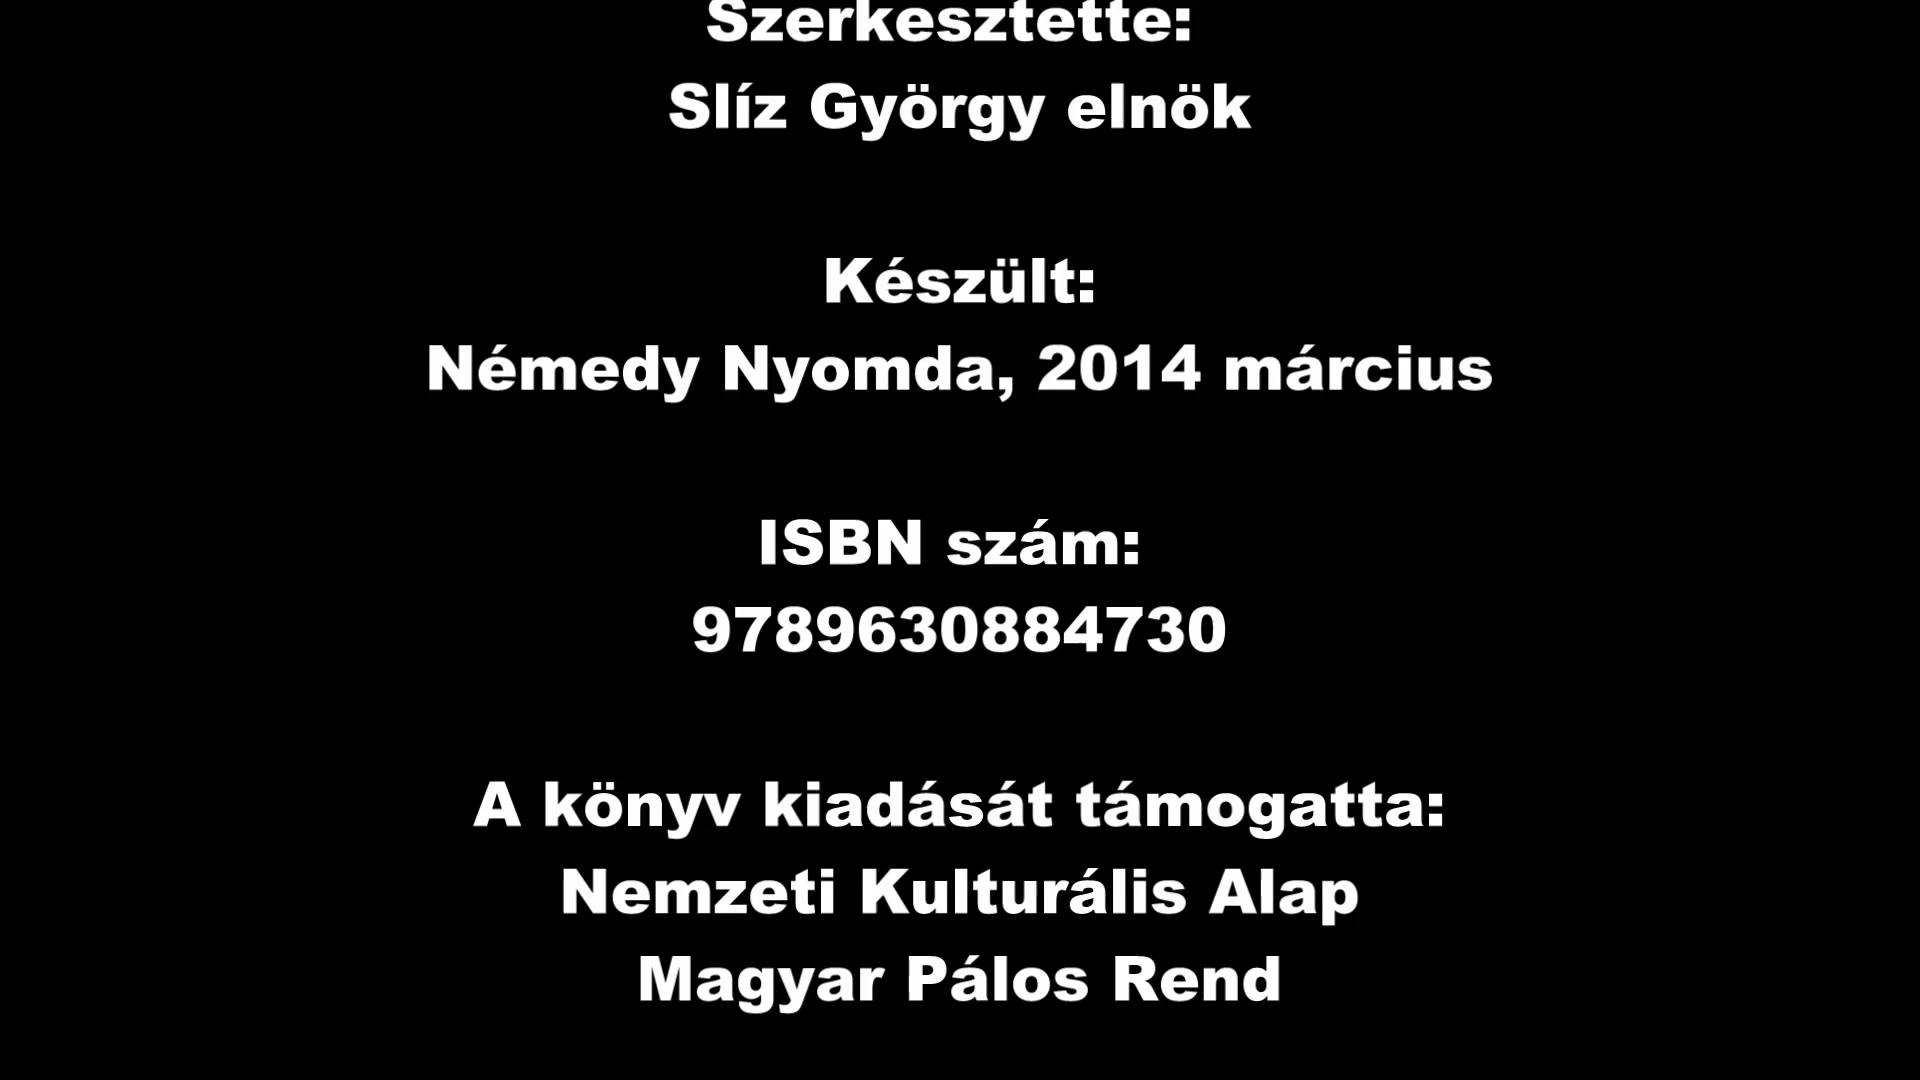 Szerkesztette:
Slíz György elnök
Készült:
Némedy Nyomda, 2014 március
ISBN szám:
9789630884730
A könyv kiadását támogatta:
Nemzeti Kulturális Alap
Magyar Pálos Rend